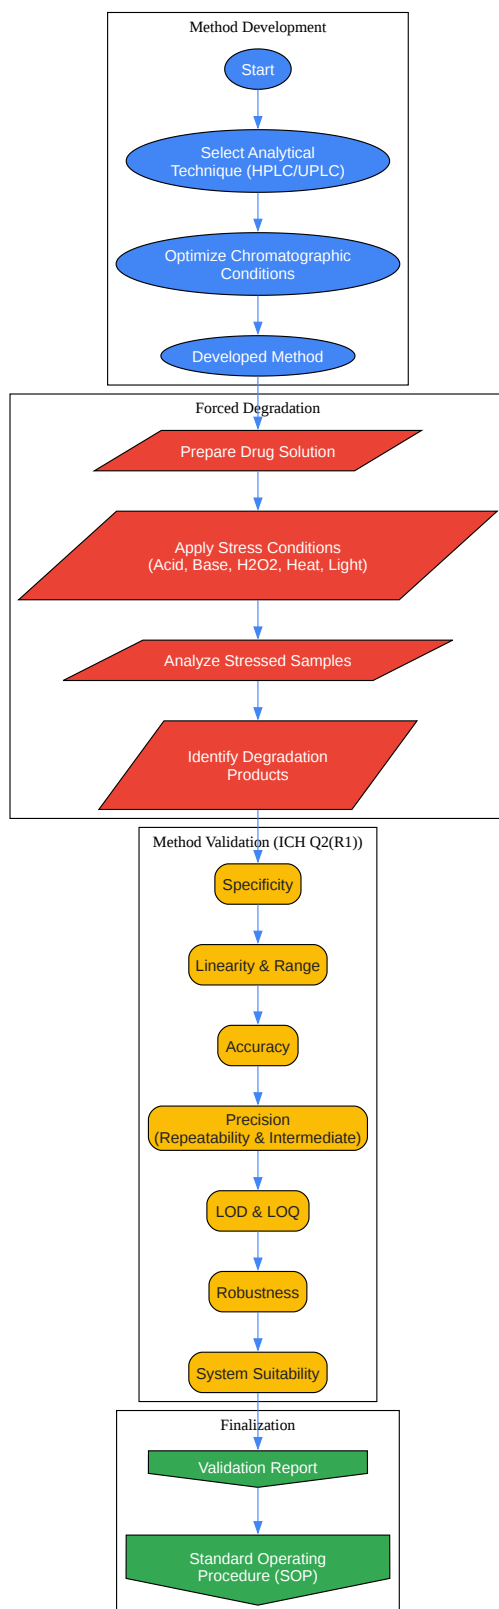 Method Development
Start
Select Analytical
Technique (HPLC/UPLC)
Optimize Chromatographic
Conditions
Developed Method
Forced Degradation
Prepare Drug Solution
Apply Stress Conditions
(Acid, Base, H2O2, Heat, Light)
Analyze Stressed Samples
Identify Degradation
Products
Method Validation (ICH Q2(R1))
Specificity
Linearity & Range
Accuracy
Precision
(Repeatability & Intermediate)
LOD & LOQ
Robustness
System Suitability
Finalization
Validation Report
Standard Operating
Procedure (SOP)